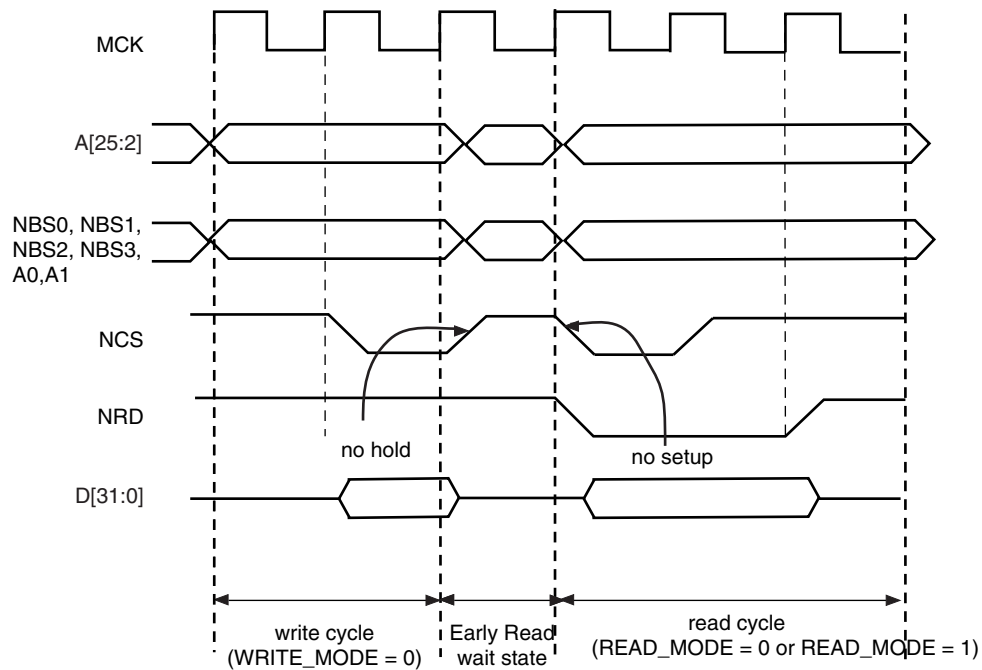 MCK
A[25:2]
NBS0, NBS1,
NBS2, NBS3,
A0,A1
NCS
NRD
no hold
no setup
D[31:0]
write cycle
(WRITE_MODE = 0)
Early Read
wait state
read cycle
(READ_MODE = 0 or READ_MODE = 1)